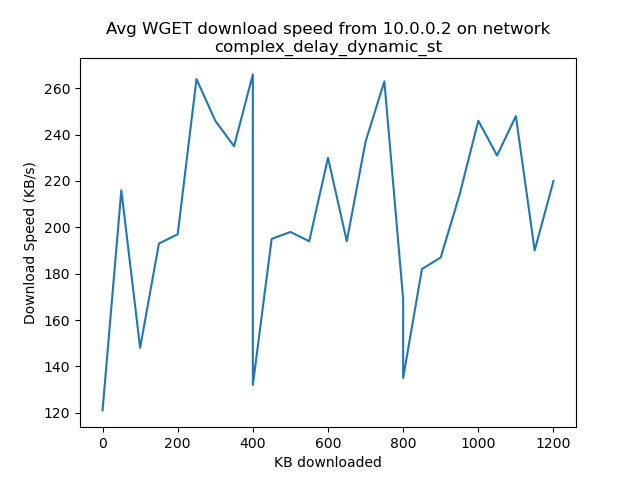 Avg WGET download speed from 10.0.0.2 on network
complex_delay_dynamic_st
260
240
220
200
180
160
140
120
Download Speed (KB/s)
0 200 400 600 800 1000 1200
KB downloaded